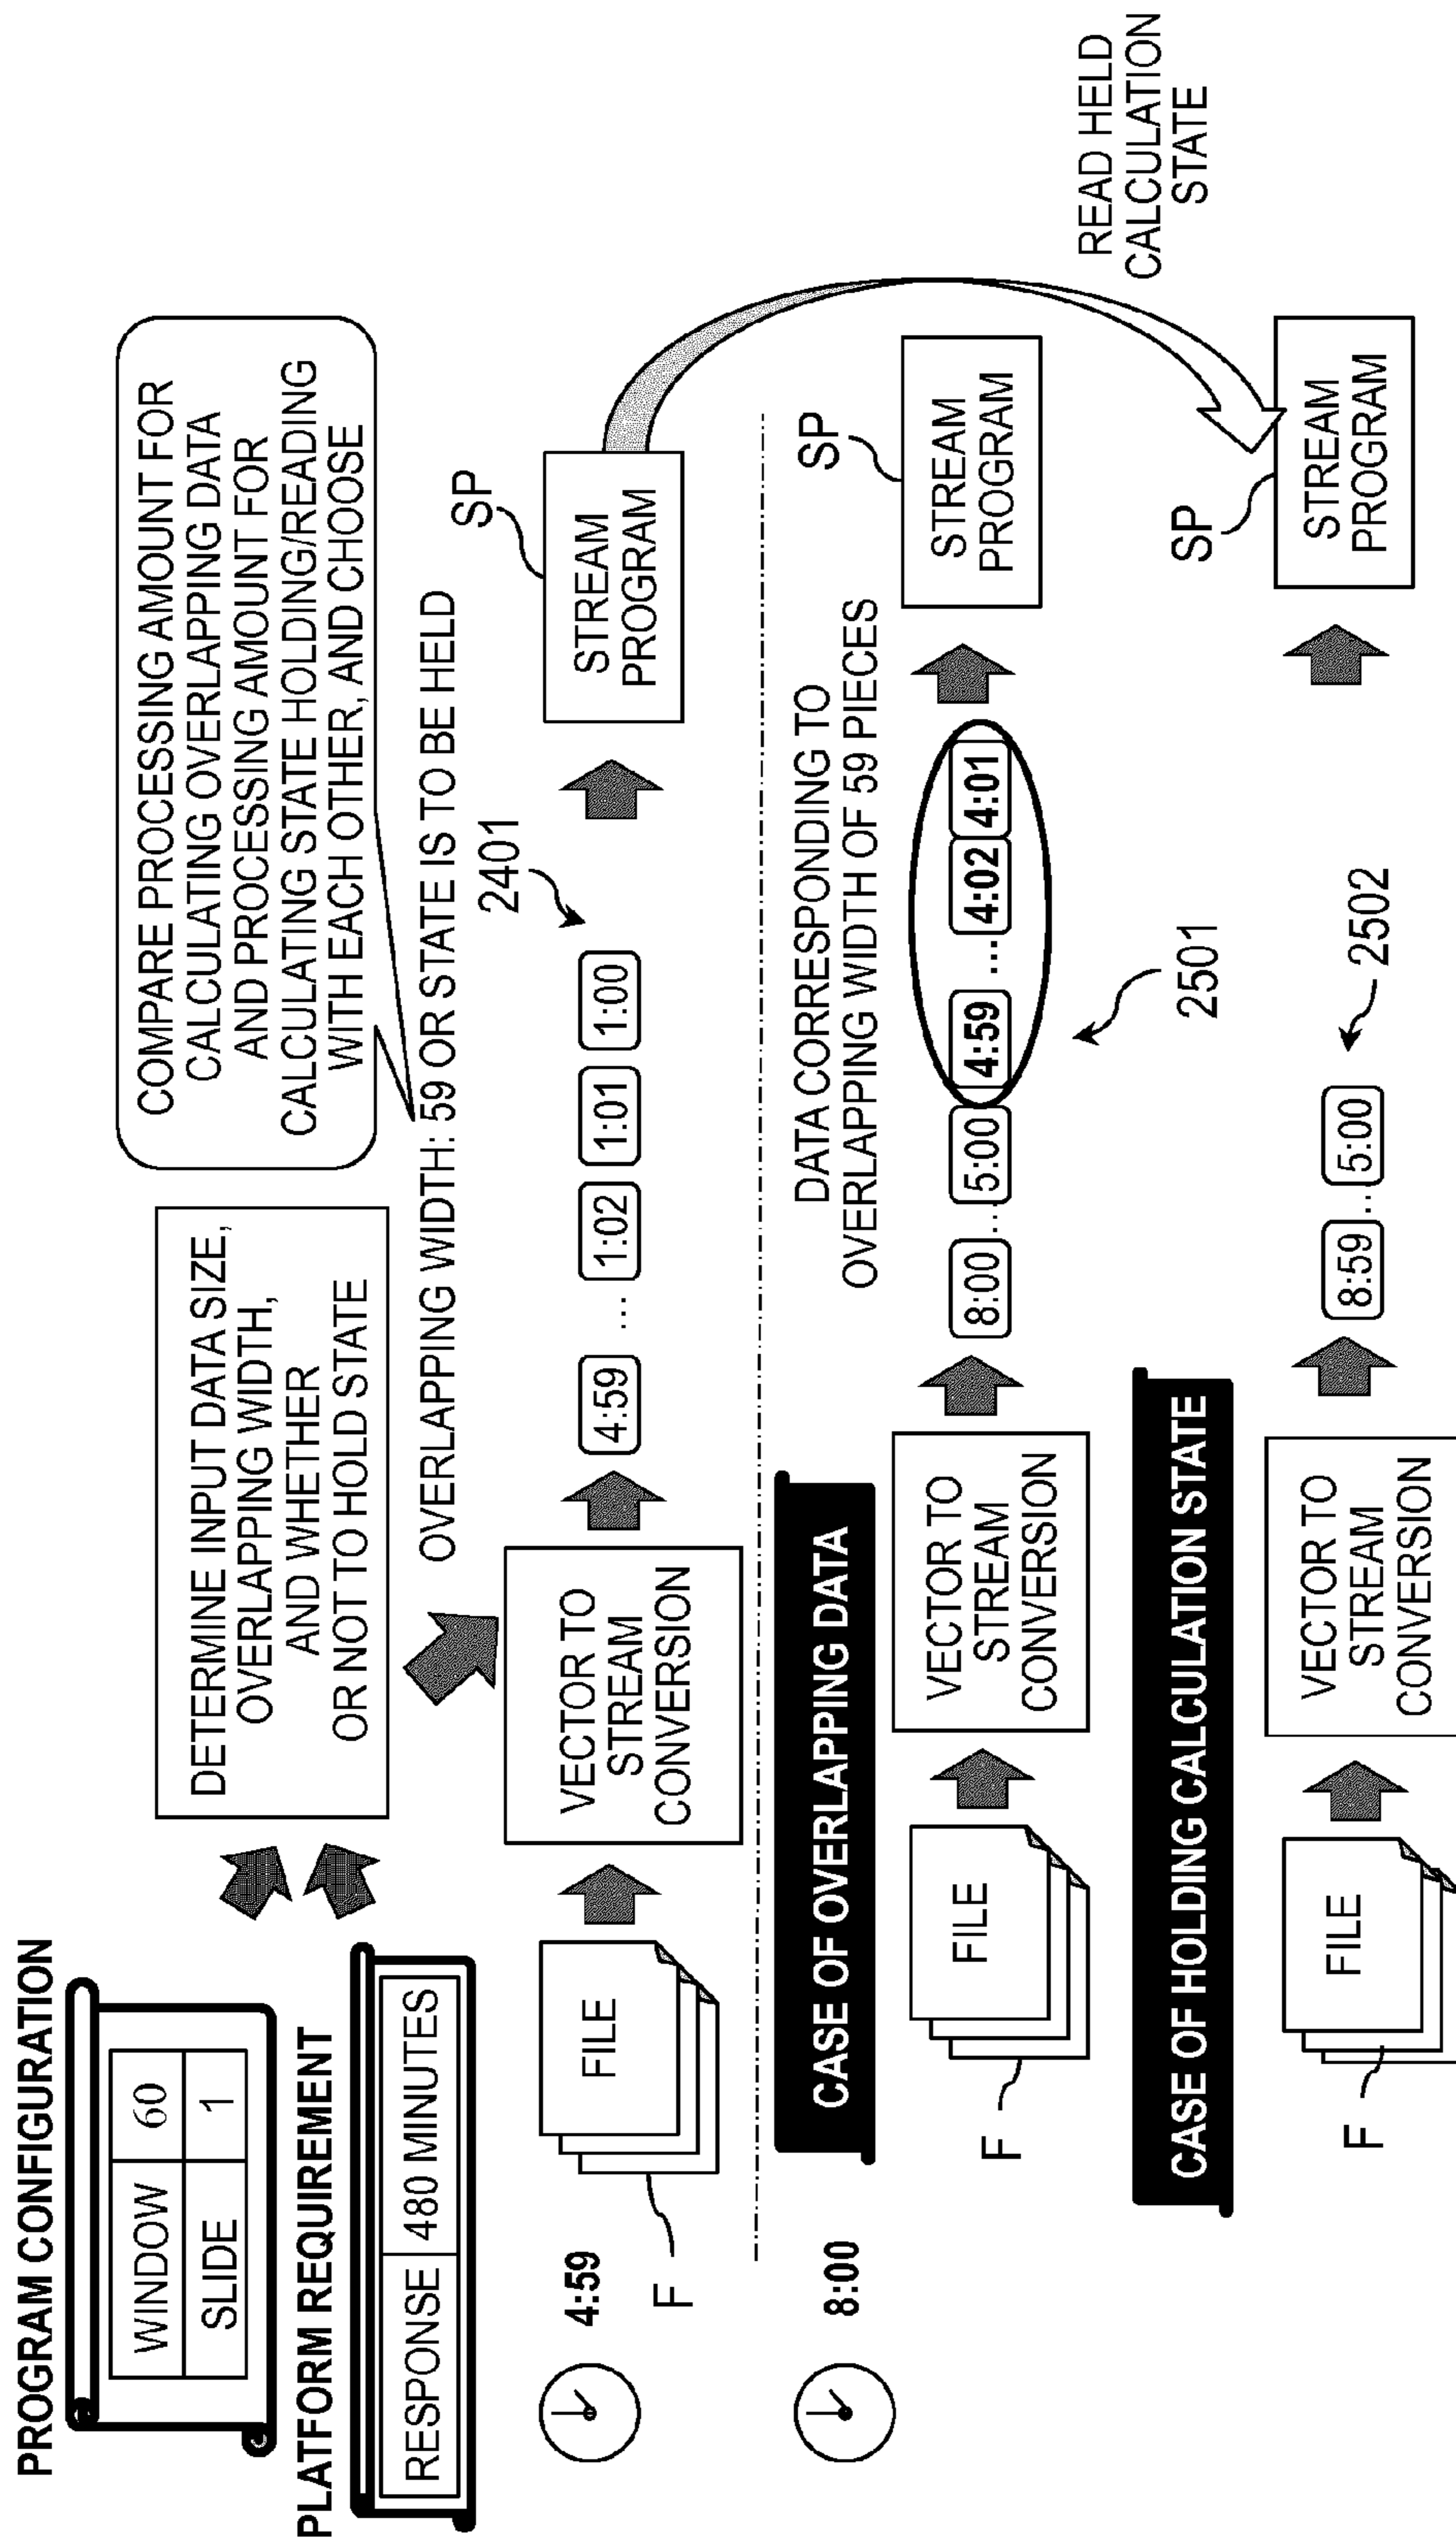 PROGRAM CONFIGURATION
WINDOW 60
SLIDE 1
PLATFORM REQUIREMENT
RESPONSE 480 MINUTES
DETERMINE INPUT DATA SIZE,
OVERLAPPING WIDTH,
AND WHETHER
OR NOT TO HOLD STATE
COMPARE PROCESSING AMOUNT FOR
CALCULATING OVERLAPPING DATA
AND PROCESSING AMOUNT FOR
CALCULATING STATE HOLDING/READING
WITH EACH OTHER, AND CHOOSE
OVERLAPPING WIDTH: 59 OR STATE IS TO BE HELD
4:59
F
FILE
VECTOR TO
STREAM
CONVERSION
4:59 ... 1:02 1:01 1:00
2401
SP
STREAM
PROGRAM
8:00
CASE OF OVERLAPPING DATA
DATA CORRESPONDING TO
OVERLAPPING WIDTH OF 59 PIECES
F
FILE
VECTOR TO
STREAM
CONVERSION
8:00 ... 5:00 4:59 ... 4:02 4:01
2501
SP
STREAM
PROGRAM
READ HELD
CALCULATION
STATE
CASE OF HOLDING CALCULATION STATE
F
FILE
VECTOR TO
STREAM
CONVERSION
8:59 ... 5:00
2502
SP
STREAM
PROGRAM